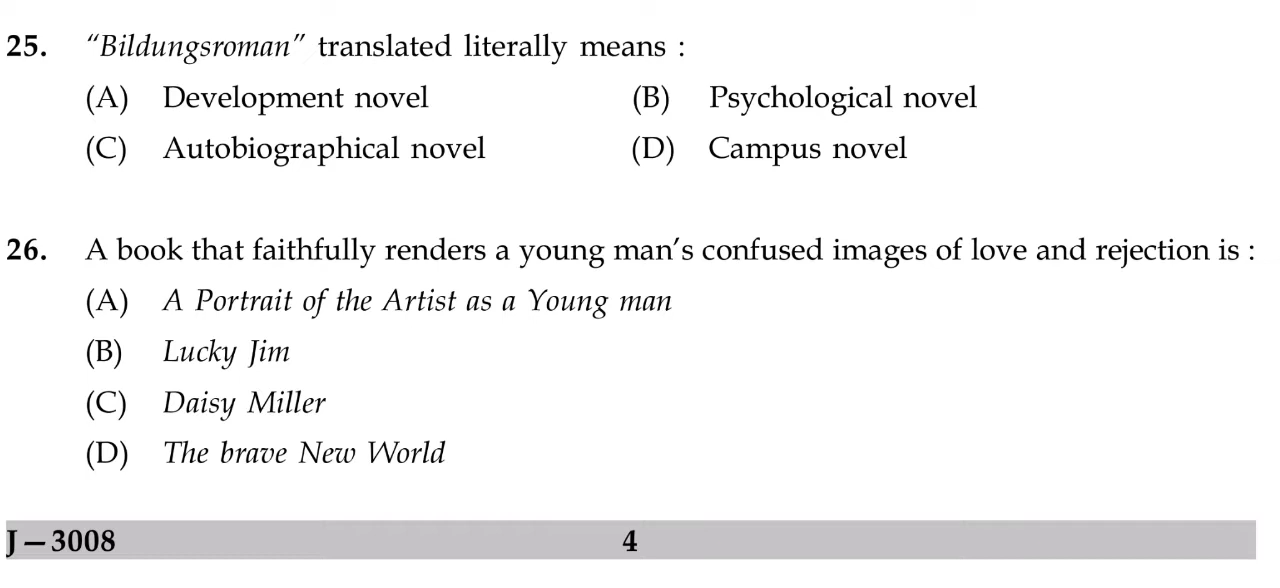 25. "Bildungsroman" translated literally means :
(A) Development novel (B) Psychological novel
(C) Autobiographical novel (D) Campus novel
26. A book that faithfully renders a young man's confused images of love and rejection is :
(A) A Portrait of the Artist as a Young man
(B) Lucky Jim
(C) Daisy Miller
(D) The brave New World
J – 3008 4